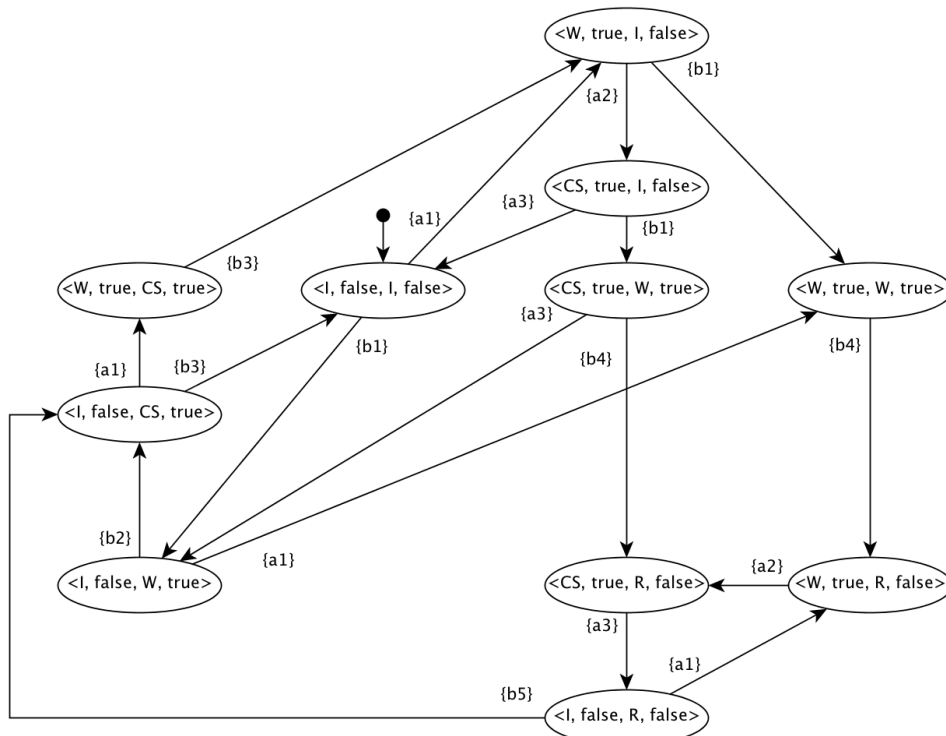 <W, true, I, false>
{a2}
{b1}
<CS, true, I, false>
{a3}
{a1}
{b1}
{b3}
<W, true, CS, true>
<I, false, I, false>
<CS, true, W, true>
<W, true, W, true>
{a3}
{b1}
{b4}
{b4}
{a1}
{b3}
<I, false, CS, true>
{b2}
{a1}
<I, false, W, true>
<CS, true, R, false>
{a2}
<W, true, R, false>
{a3}
{a1}
{b5}
<I, false, R, false>